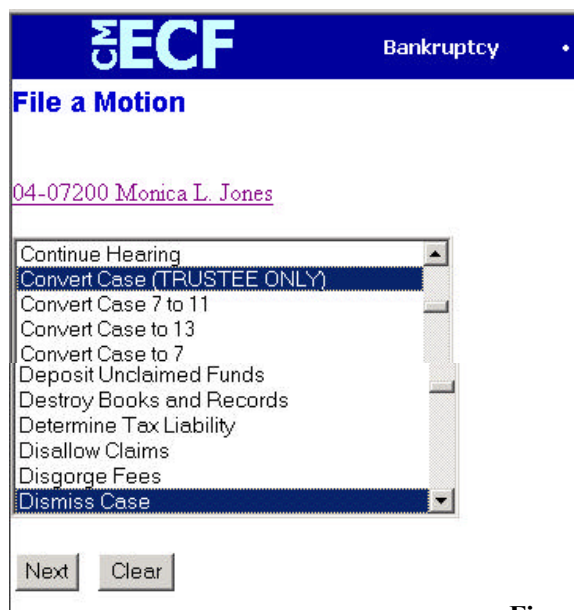 CM ECF Bankruptcy •
File a Motion
04-07200 Monica L. Jones
Continue Hearing
Convert Case (TRUSTEE ONLY)
Convert Case 7 to 11
Convert Case to 13
Convert Case to 7
Deposit Unclaimed Funds
Destroy Books and Records
Determine Tax Liability
Disallow Claims
Disgorge Fees
Dismiss Case
Next Clear